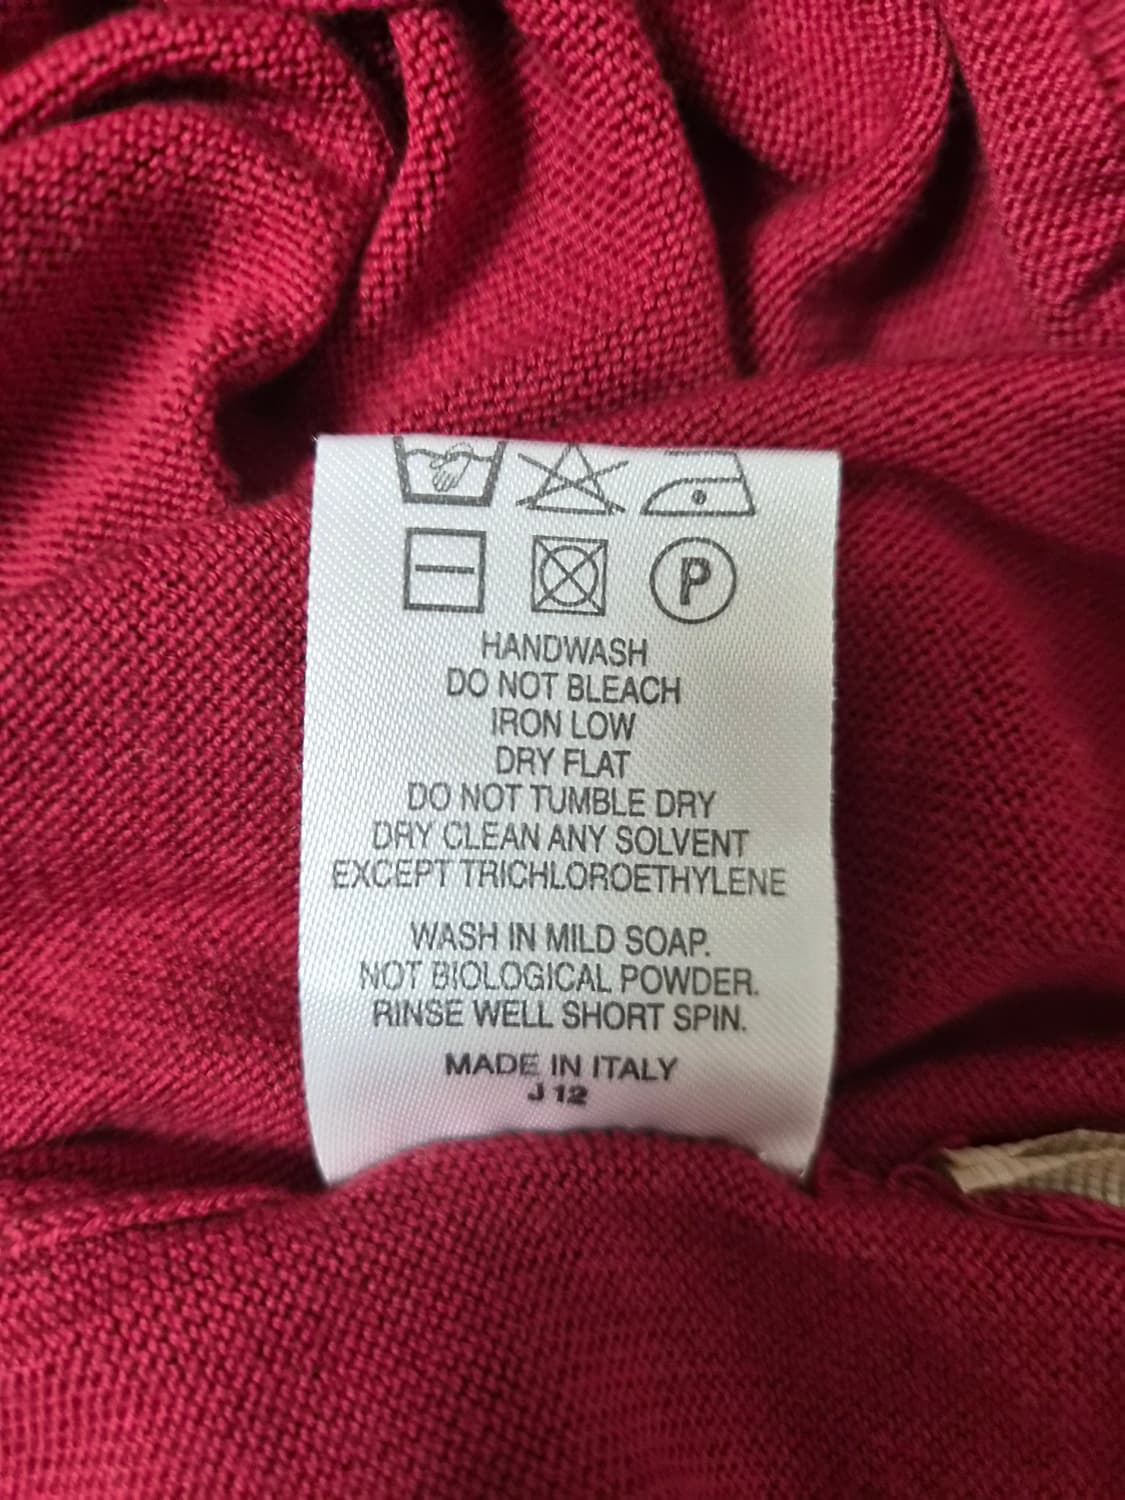 P
HANDWASH
DO NOT BLEACH
IRON LOW
DRY FLAT
DO NOT TUMBLE DRY
DRY CLEAN ANY SOLVENT
EXCEPT TRICHLOROETHYLENE
WASH IN MILD SOAP.
NOT BIOLOGICAL POWDER.
RINSE WELL SHORT SPIN.
MADE IN ITALY
J 12